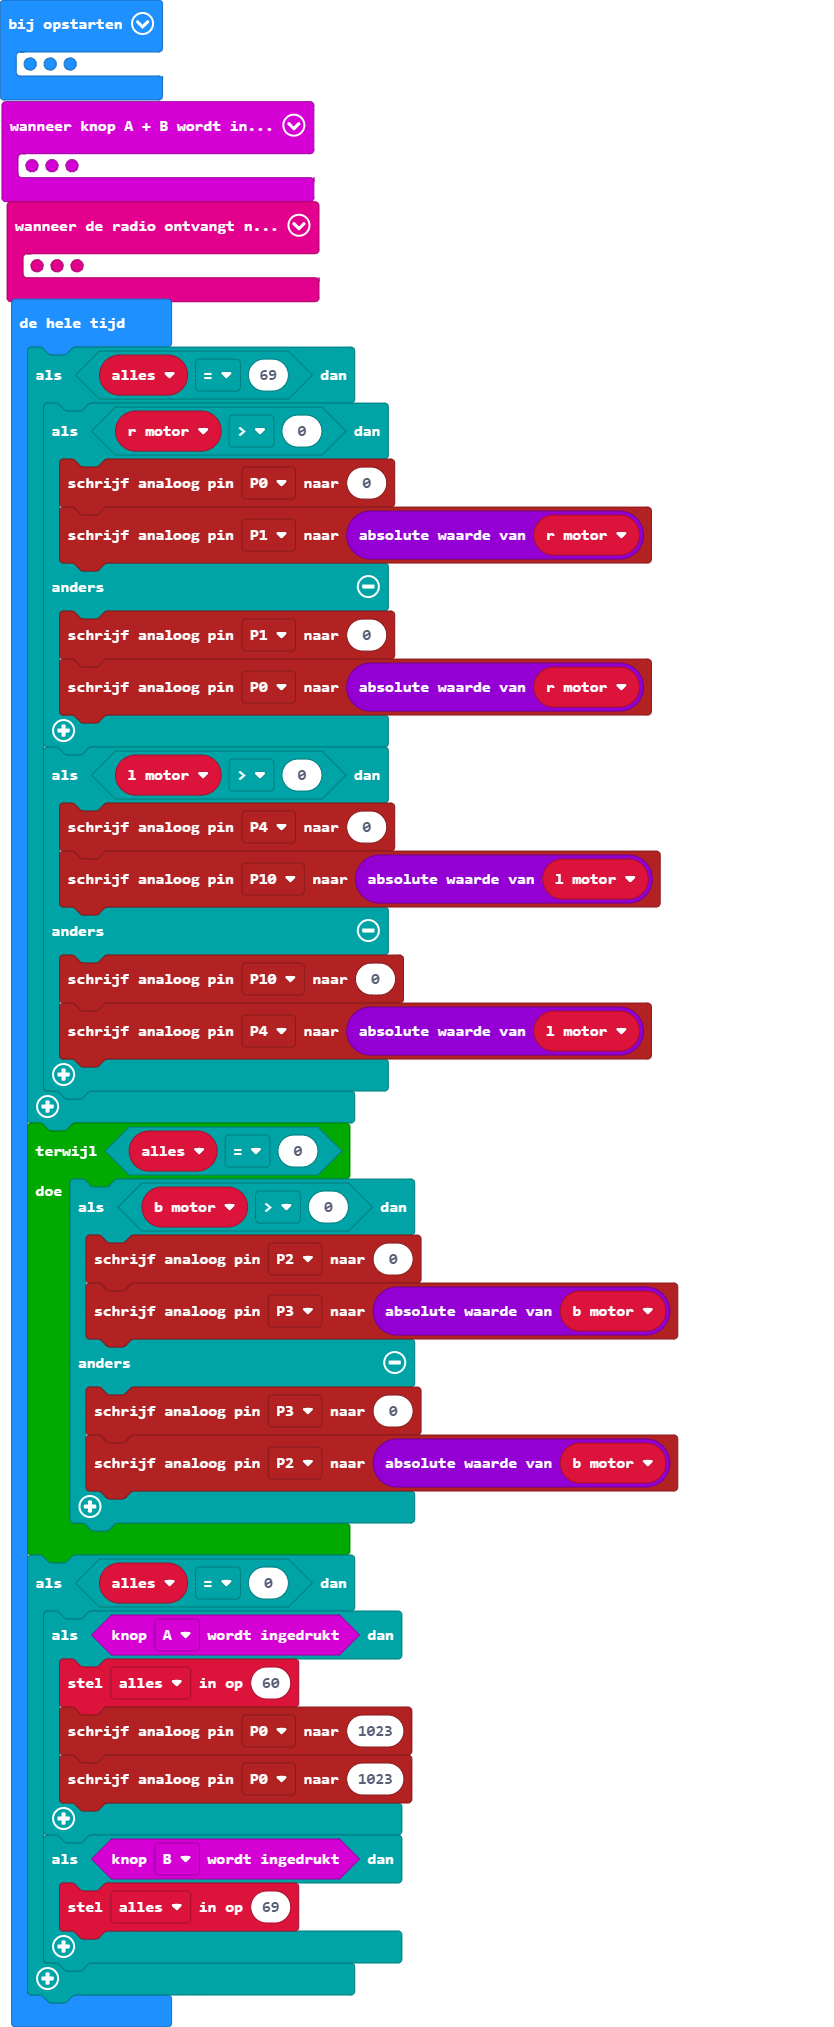 bij opstarten
wanneer knop A + B wordt in...
wanneer de radio ontvangt n...
de hele tijd
als alles = 69 dan
als r motor > 0 dan
schrijf analoog pin P0 naar 0
schrijf analoog pin P1 naar absolute waarde van r motor
anders
schrijf analoog pin P1 naar 0
schrijf analoog pin P0 naar absolute waarde van r motor
als l motor > 0 dan
schrijf analoog pin P4 naar 0
schrijf analoog pin P10 naar absolute waarde van l motor
anders
schrijf analoog pin P10 naar 0
schrijf analoog pin P4 naar absolute waarde van l motor
terwijl alles = 0
doe als b motor > 0 dan
schrijf analoog pin P2 naar 0
schrijf analoog pin P3 naar absolute waarde van b motor
anders
schrijf analoog pin P3 naar 0
schrijf analoog pin P2 naar absolute waarde van b motor
als alles = 0 dan
als knop A wordt ingedrukt dan
stel alles in op 60
schrijf analoog pin P0 naar 1023
schrijf analoog pin P0 naar 1023
als knop B wordt ingedrukt dan
stel alles in op 69